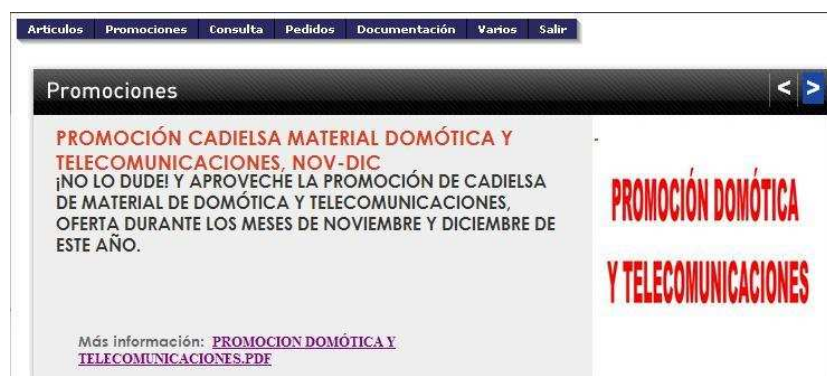 Artículos Promociones Consulta Pedidos Documentación Varios Salir
Promociones < >
PROMOCIÓN CADIELSA MATERIAL DOMÓTICA Y
TELECOMUNICACIONES, NOV-DIC
¡NO LO DUDE! Y APROVECHE LA PROMOCIÓN DE CADIELSA
DE MATERIAL DE DOMÓTICA Y TELECOMUNICACIONES,
OFERTA DURANTE LOS MESES DE NOVIEMBRE Y DICIEMBRE DE
ESTE AÑO.
Más información: PROMOCION DOMÓTICA Y
TELECOMUNICACIONES.PDF
-
PROMOCIÓN DOMÓTICA
Y TELECOMUNICACIONES